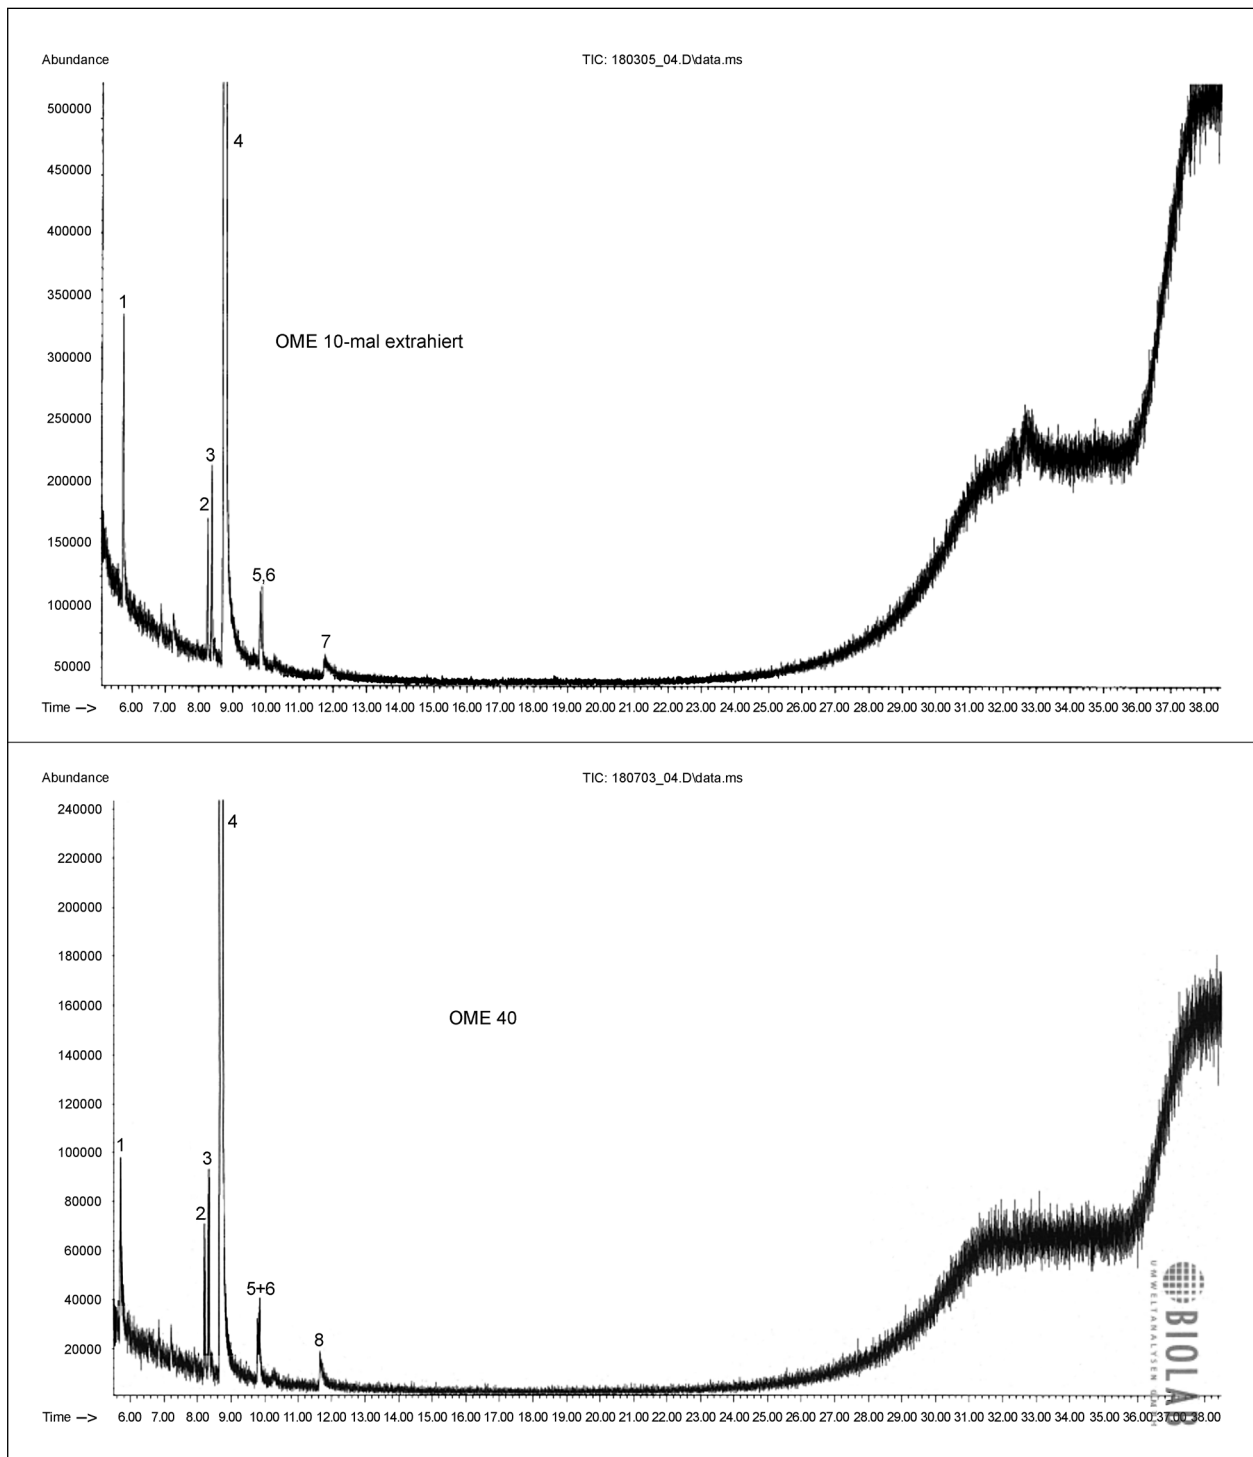 Abundance
TIC: 180305_04.D\data.ms
500000
450000
400000
350000
300000
250000
200000
150000
100000
50000
1
2
3
4
5,6
7
OME 10-mal extrahiert
Time -->
6.00 7.00 8.00 9.00 10.00 11.00 12.00 13.00 14.00 15.00 16.00 17.00 18.00 19.00 20.00 21.00 22.00 23.00 24.00 25.00 26.00 27.00 28.00 29.00 30.00 31.00 32.00 33.00 34.00 35.00 36.00 37.00 38.00
Abundance
TIC: 180703_04.D\data.ms
240000
220000
200000
180000
160000
140000
120000
100000
80000
60000
40000
20000
1
2
3
4
5+6
8
OME 40
Time -->
6.00 7.00 8.00 9.00 10.00 11.00 12.00 13.00 14.00 15.00 16.00 17.00 18.00 19.00 20.00 21.00 22.00 23.00 24.00 25.00 26.00 27.00 28.00 29.00 30.00 31.00 32.00 33.00 34.00 35.00 36.00 37.00 38.00
BIOLAB
UMWELTANALYSEN GMBH